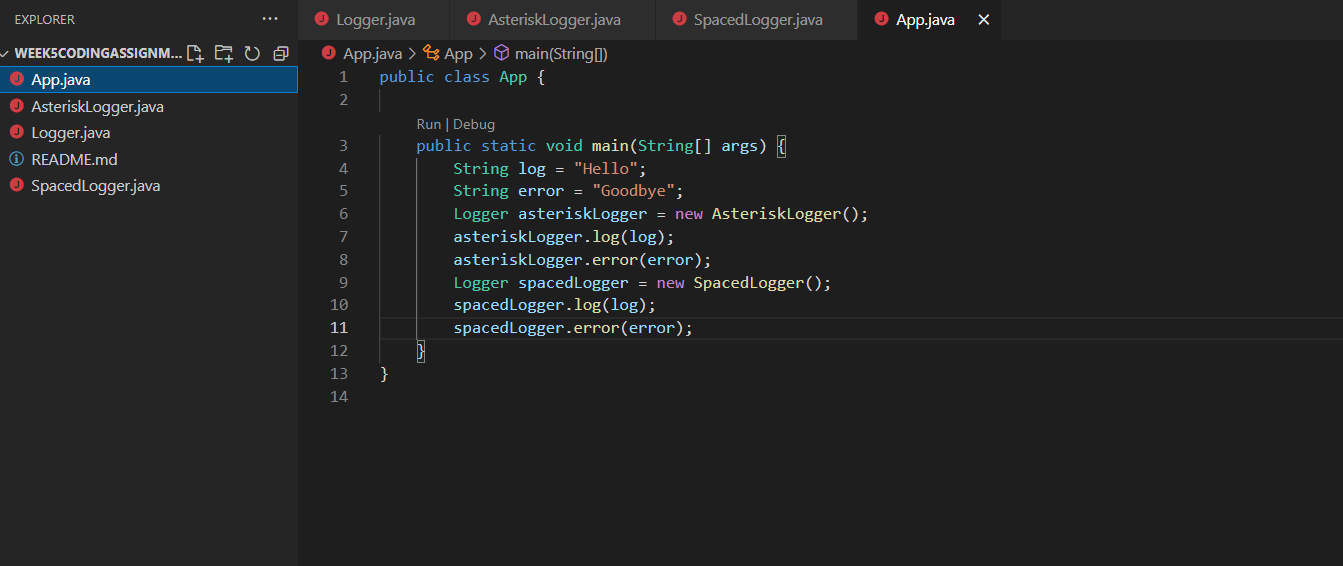 EXPLORER
···
WEEK5CODINGASSIGNM...
App.java
AsteriskLogger.java
Logger.java
README.md
SpacedLogger.java
Logger.java
AsteriskLogger.java
SpacedLogger.java
App.java
App.java > App > main(String[])
1 public class App {
2
Run | Debug
3     public static void main(String[] args) {
4         String log = "Hello";
5         String error = "Goodbye";
6         Logger asteriskLogger = new AsteriskLogger();
7         asteriskLogger.log(log);
8         asteriskLogger.error(error);
9         Logger spacedLogger = new SpacedLogger();
10         spacedLogger.log(log);
11         spacedLogger.error(error);
12     }
13 }
14